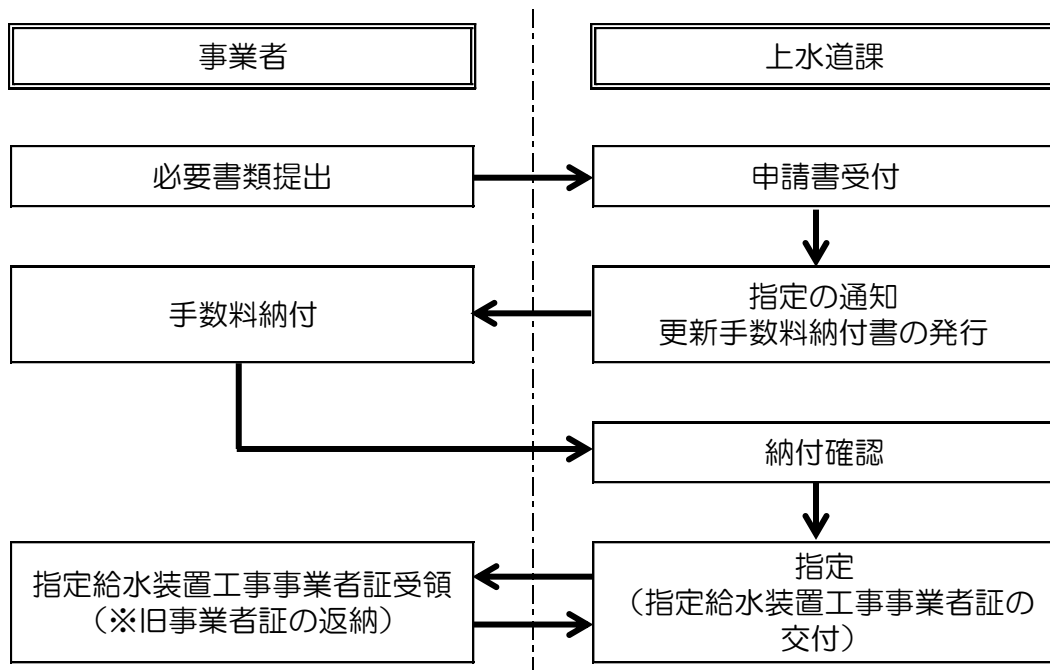 事業者
上水道課
必要書類提出
申請書受付
手数料納付
指定の通知
更新手数料納付書の発行
納付確認
指定給水装置工事事業者証受領
（※旧事業者証の返納）
指定
（指定給水装置工事事業者証の
交付）